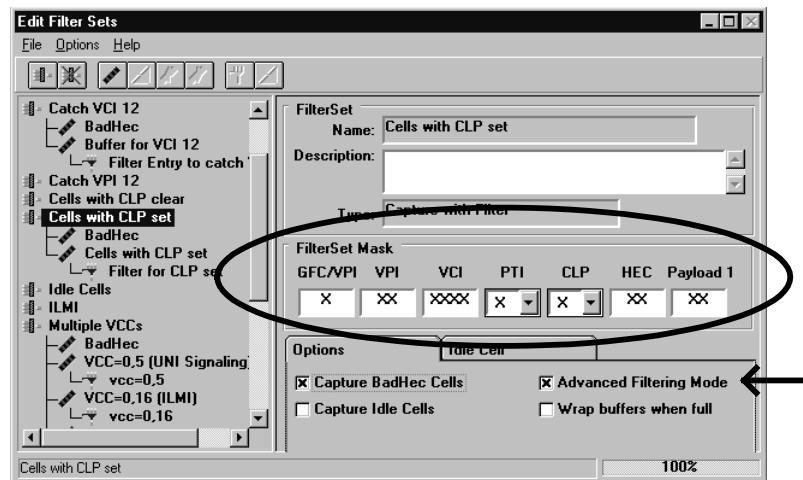 Edit Filter Sets
File Options Help
Catch VCI 12
BadHec
Buffer for VCI 12
Filter Entry to catch
Catch VPI 12
Cells with CLP clear
Cells with CLP set
BadHec
Cells with CLP set
Filter for CLP set
Idle Cells
ILMI
Multiple VCCs
BadHec
VCC=0,5 (UNI Signaling)
vcc=0,5
VCC=0,16 (ILMI)
vcc=0,16
FilterSet
Name: Cells with CLP set
Description:
Type: Capture with Filter
FilterSet Mask
GFC/VPI VPI VCI PTI CLP HEC Payload 1
X XX XXXX X X XX XX
Options Idle Cell
Capture BadHec Cells Advanced Filtering Mode
Capture Idle Cells Wrap buffers when full
Cells with CLP set 100%